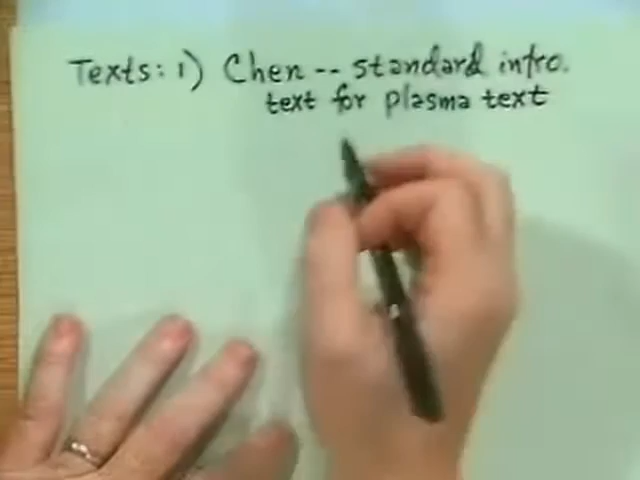 Texts: 1) Chen -- standard intro.
text for plasma text